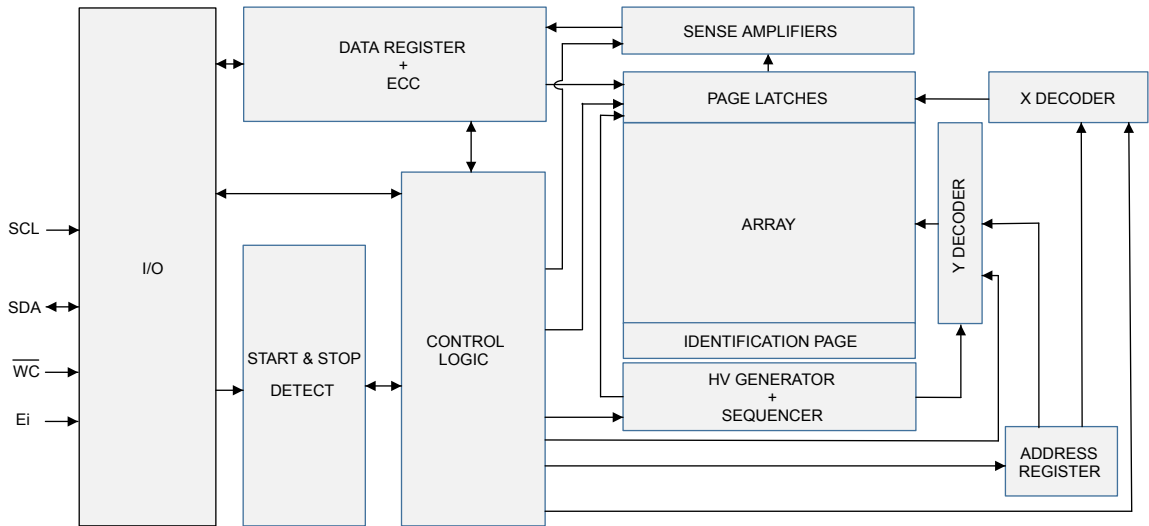 DATA REGISTER
+
ECC
SENSE AMPLIFIERS
PAGE LATCHES
X DECODER
ARRAY
Y DECODER
IDENTIFICATION PAGE
HV GENERATOR
+
SEQUENCER
ADDRESS
REGISTER
SCL
SDA
WC
Ei
I/O
START & STOP
DETECT
CONTROL
LOGIC